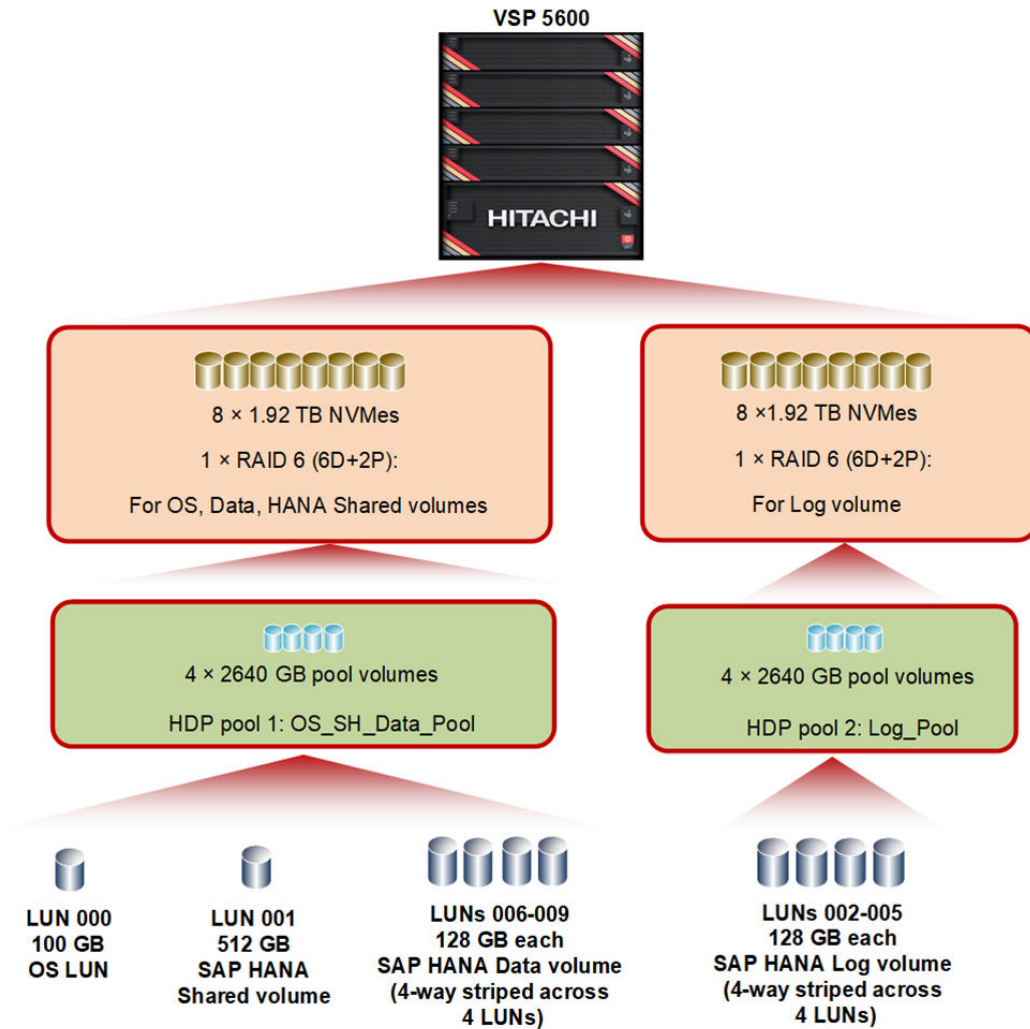 VSP 5600
HITACHI
8 × 1.92 TB NVMes
1 × RAID 6 (6D+2P):
For OS, Data, HANA Shared volumes
8 ×1.92 TB NVMes
1 × RAID 6 (6D+2P):
For Log volume
4 × 2640 GB pool volumes
HDP pool 1: OS_SH_Data_Pool
4 × 2640 GB pool volumes
HDP pool 2: Log_Pool
LUN 000
100 GB
OS LUN
LUN 001
512 GB
SAP HANA
Shared volume
LUNs 006-009
128 GB each
SAP HANA Data volume
(4-way striped across
4 LUNs)
LUNs 002-005
128 GB each
SAP HANA Log volume
(4-way striped across
4 LUNs)